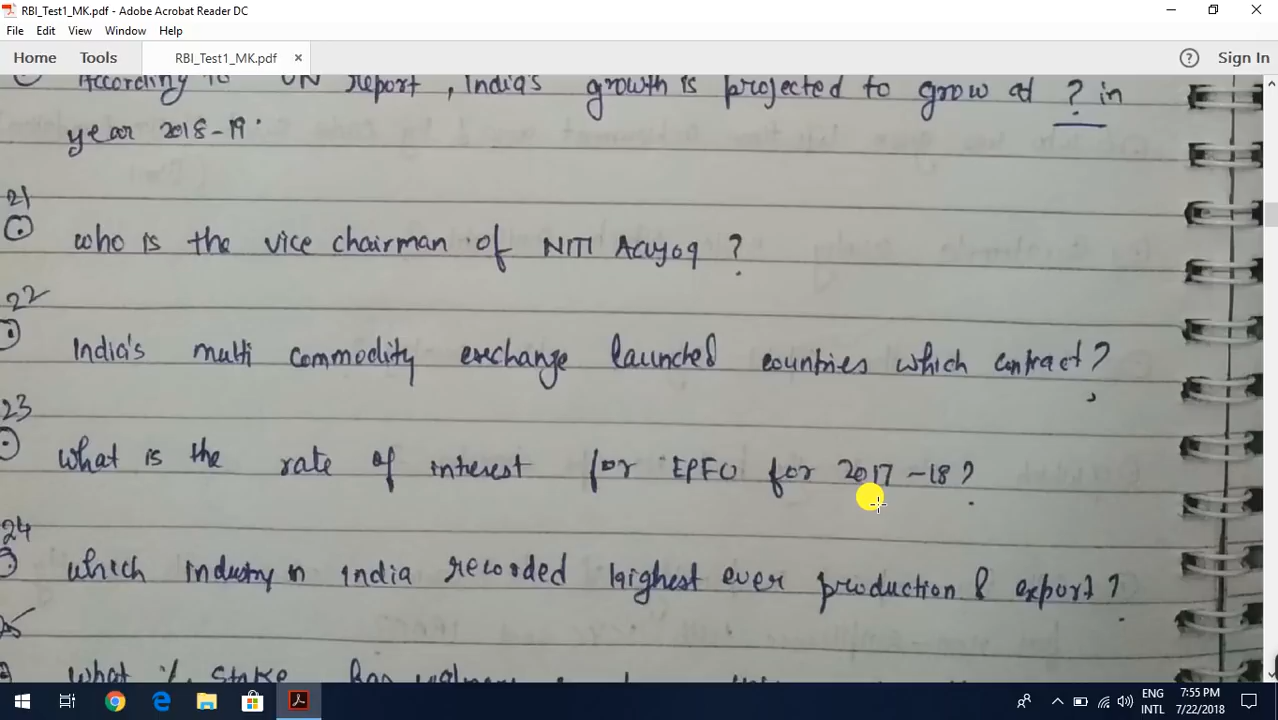 RBI_Test1_MK.pdf - Adobe Acrobat Reader DC
File Edit View Window Help
Home Tools RBI_Test1_MK.pdf × ? Sign In
According to UN report, India's growth is projected to grow at ? in
year 2018-19.
21
who is the vice chairman of NITI Aayog ?
22
India's multi commodity exchange launched countries which contract ?
23
what is the rate of interest for EPFO for 2017-18 ?
24
which industry in India recorded highest ever production & export ?
25
what % stake
ENG 7:55 PM
INTL 7/22/2018